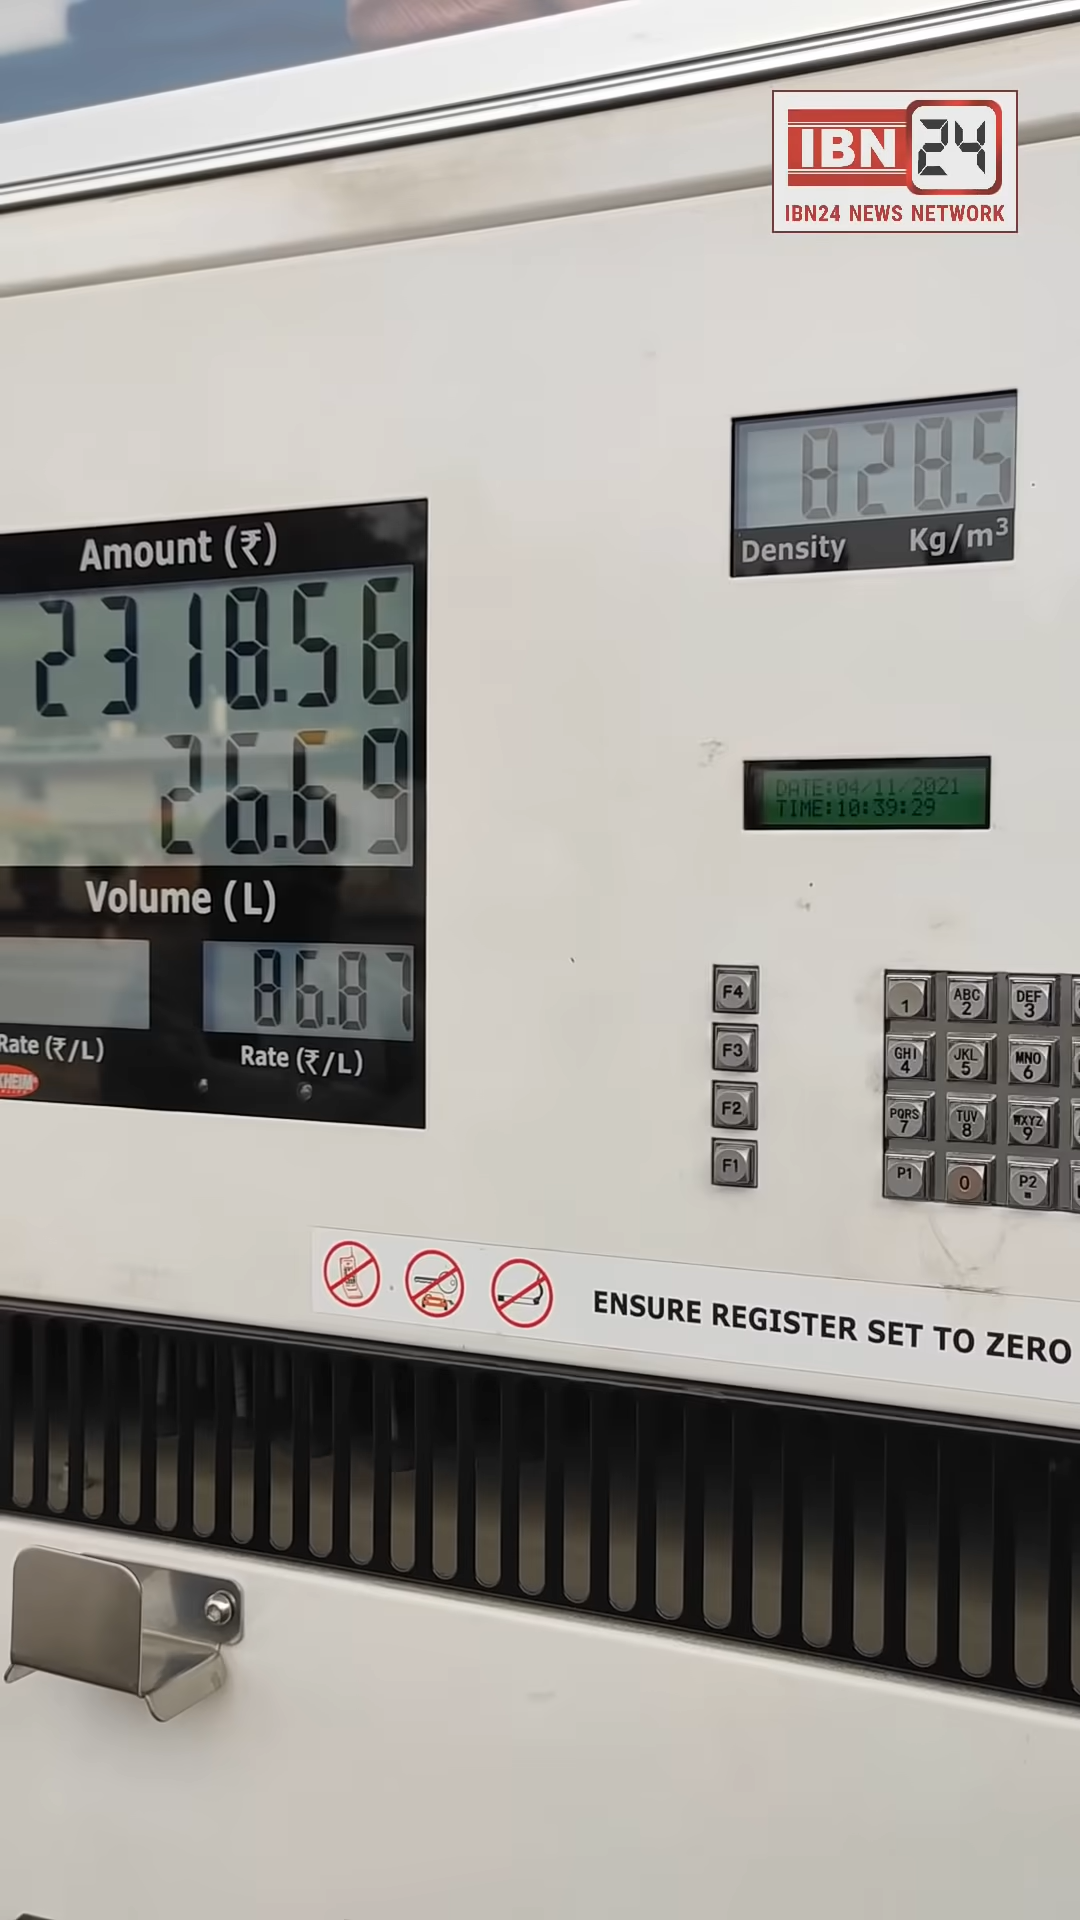 IBN 24
IBN24 NEWS NETWORK
828.5
Density Kg/m³
Amount (₹)
2318.56
26.69
Volume (L)
86.87
Rate (₹/L)
Rate (₹/L)
DATE:04/11/2021
TIME:10:39:29
F4
F3
F2
F1
1 ABC 2 DEF 3
GHI 4 JKL 5 MNO 6
PQRS 7 TUV 8 WXYZ 9
P1 0 P2
ENSURE REGISTER SET TO ZERO